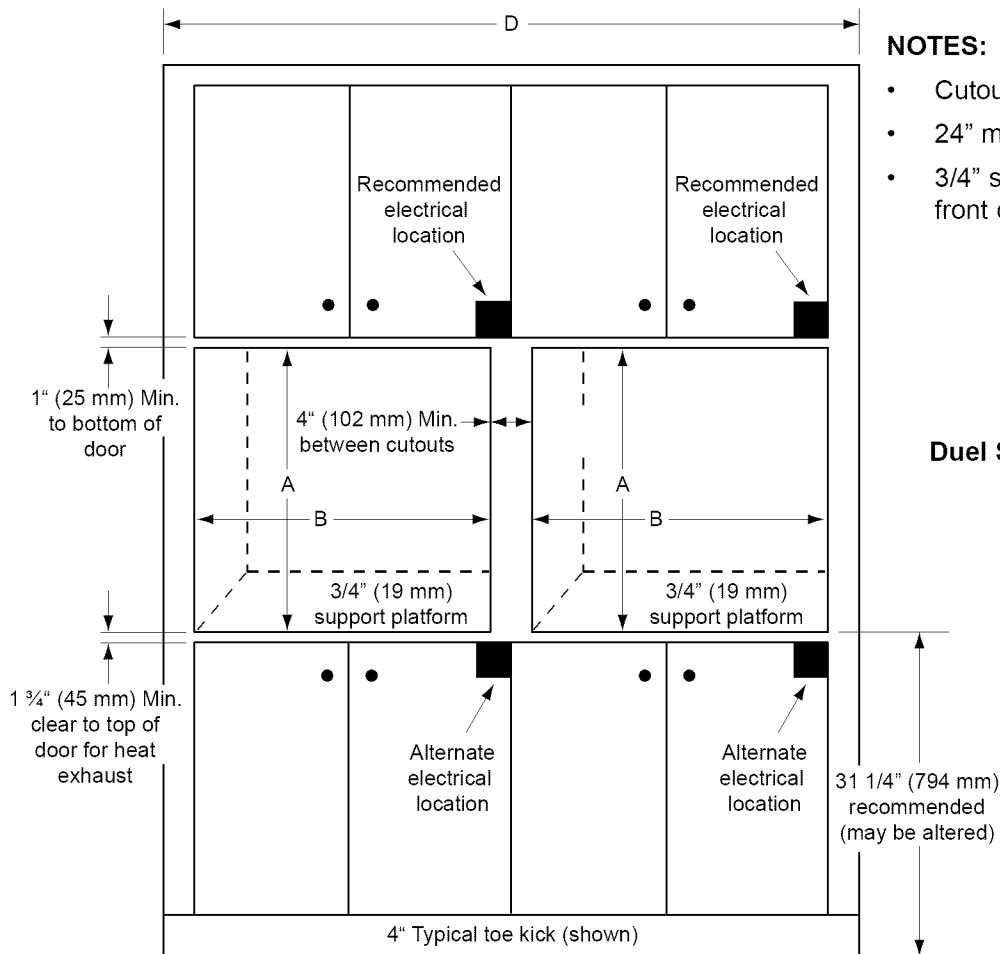 D
NOTES:
• Cutou
• 24” m
• 3/4” s
front c
Recommended
electrical
location
Recommended
electrical
location
1“ (25 mm) Min.
to bottom of
door
4“ (102 mm) Min.
between cutouts
Duel S
A
A
B
B
3/4” (19 mm)
support platform
3/4” (19 mm)
support platform
1 ¾“ (45 mm) Min.
clear to top of
door for heat
exhaust
Alternate
electrical
location
Alternate
electrical
location
31 1/4” (794 mm)
recommended
(may be altered)
4“ Typical toe kick (shown)